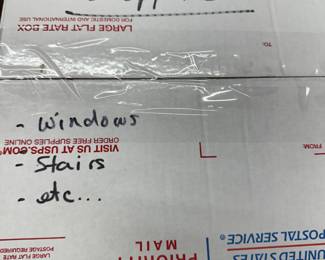 LARGE FLAT RATE BOX
FOR DOMESTIC AND INTERNATIONAL USE
TO:
- Windows
ORDER FREE SUPPLIES ONLINE
VISIT US AT USPS.COM®
FROM:
- Stairs
- etc...
POSTAGE REQUIRED
LARGE FLAT RATE
PRIORITY
MAIL
UNITED STATES
POSTAL SERVICE®